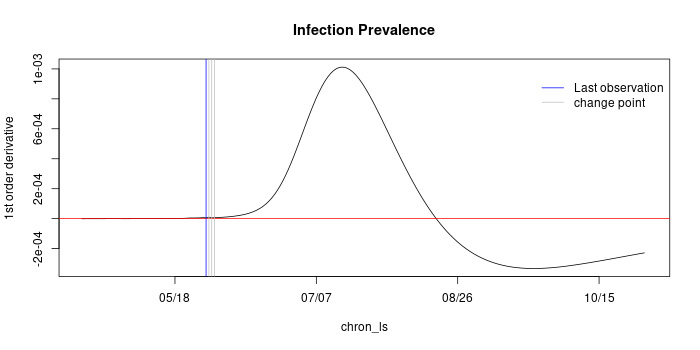 Infection Prevalence
1st order derivative
1e-03
6e-04
2e-04
-2e-04
Last observation
change point
05/18
07/07
08/26
10/15
chron_ls